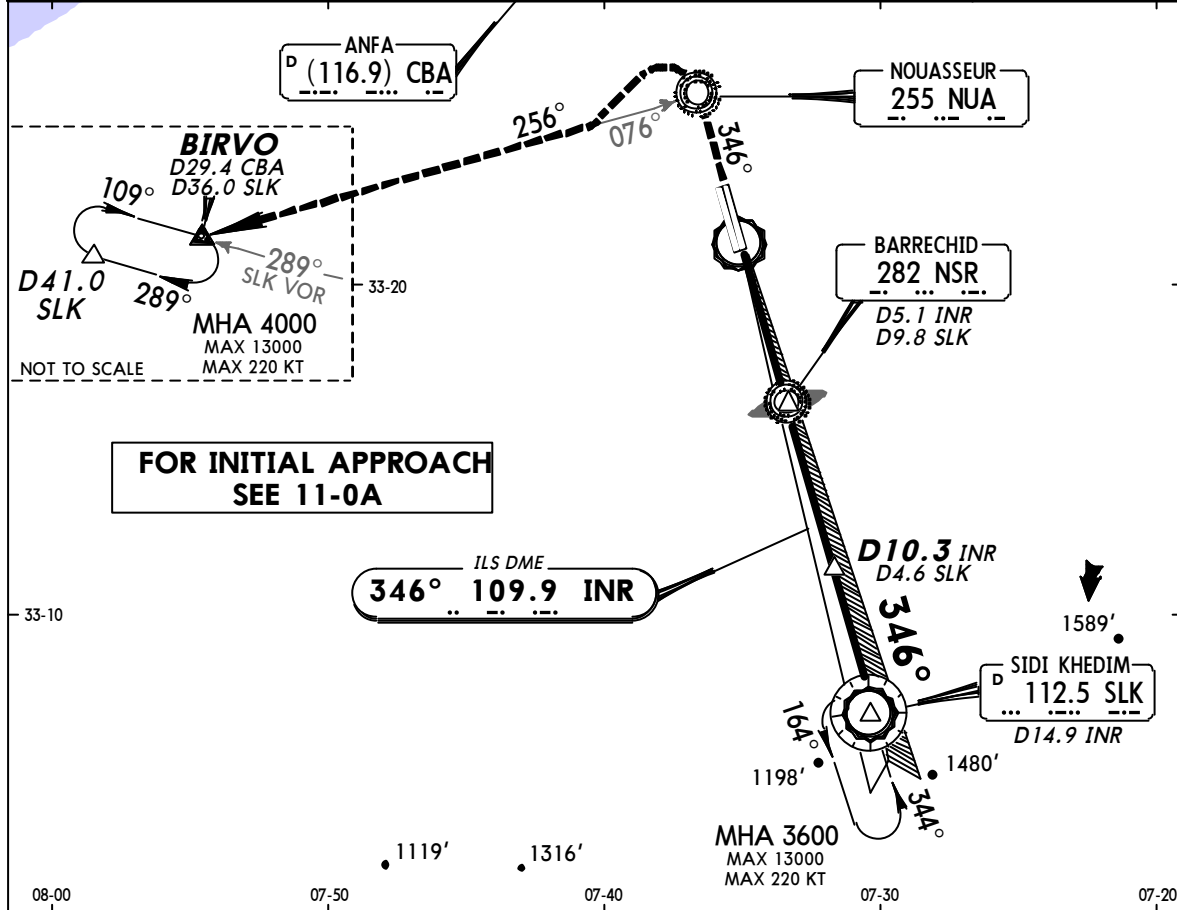 08-00
07-50
07-40
07-30
07-20
ANFA
D (116.9) CBA
NOUASSEUR
255 NUA
256°
076°
346°
BIRVO
D29.4 CBA
D36.0 SLK
109°
D41.0
SLK
289°
289°
SLK VOR
MHA 4000
MAX 13000
MAX 220 KT
NOT TO SCALE
33-20
BARRECHID
282 NSR
D5.1 INR
D9.8 SLK
FOR INITIAL APPROACH
SEE 11-0A
ILS DME
346° 109.9 INR
D10.3 INR
D4.6 SLK
346°
33-10
1589'
SIDI KHEDIM
D 112.5 SLK
D14.9 INR
164°
1198'
1480'
344°
MHA 3600
MAX 13000
MAX 220 KT
1119'
1316'